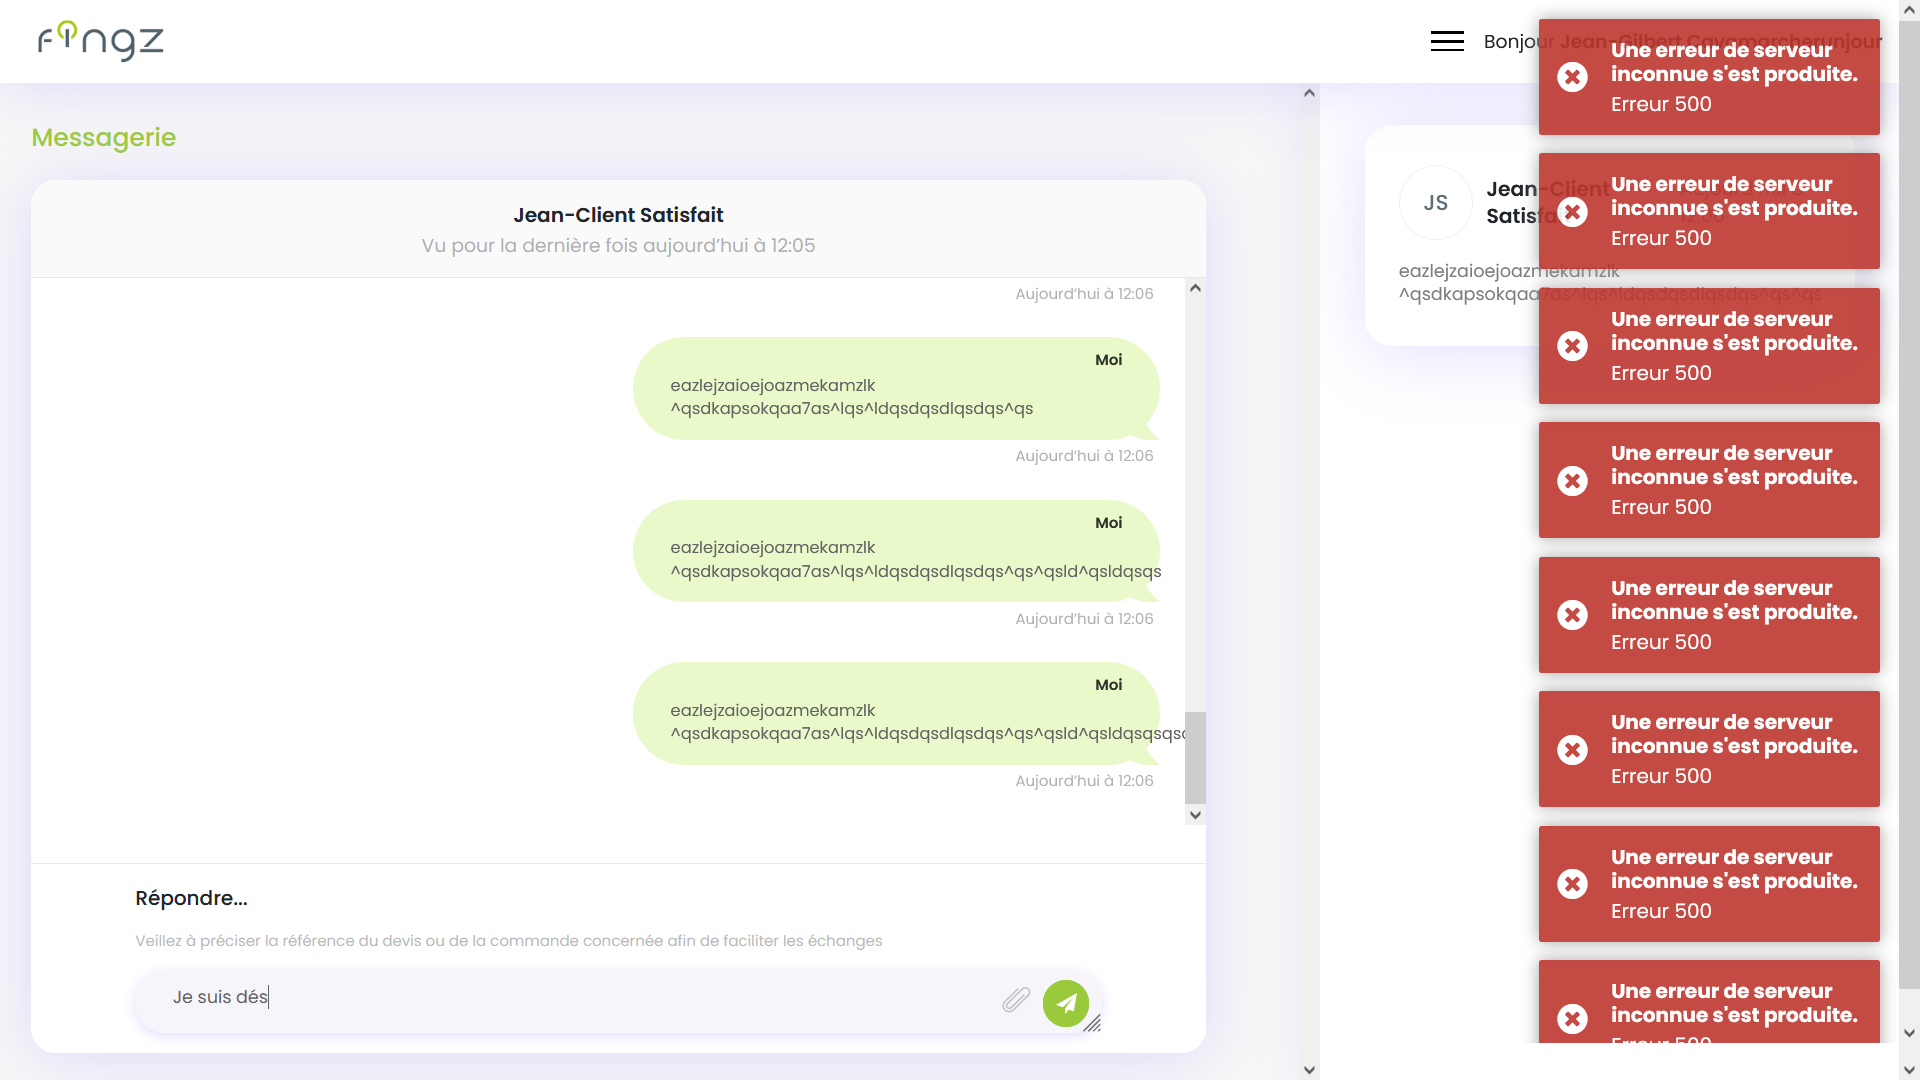 fingz
Bonjour Jean-Gilbert Cavamarcherunjour
Messagerie
Jean-Client Satisfait
Vu pour la dernière fois aujourd’hui à 12:05
Aujourd’hui à 12:06
Moi
eazlejzaioejoazmekamzlk
^qsdkapsokqaa7as^lqs^ldqsdqsdlqsdqs^qs
Aujourd’hui à 12:06
Moi
eazlejzaioejoazmekamzlk
^qsdkapsokqaa7as^lqs^ldqsdqsdlqsdqs^qs^qsld^qsldqsqs
Aujourd’hui à 12:06
Moi
eazlejzaioejoazmekamzlk
^qsdkapsokqaa7as^lqs^ldqsdqsdlqsdqs^qs^qsld^qsldqsqsqsd
Aujourd’hui à 12:06
Répondre...
Veillez à préciser la référence du devis ou de la commande concernée afin de faciliter les échanges
Je suis dés
JS
Jean-Client
Satisfait
eazlejzaioejoazmekamzlk
^qsdkapsokqaa7as^lqs^ldqsdqsdlqsdqs^qs^qs
Une erreur de serveur
inconnue s'est produite.
Erreur 500
Une erreur de serveur
inconnue s'est produite.
Erreur 500
Une erreur de serveur
inconnue s'est produite.
Erreur 500
Une erreur de serveur
inconnue s'est produite.
Erreur 500
Une erreur de serveur
inconnue s'est produite.
Erreur 500
Une erreur de serveur
inconnue s'est produite.
Erreur 500
Une erreur de serveur
inconnue s'est produite.
Erreur 500
Une erreur de serveur
inconnue s'est produite.
Erreur 500